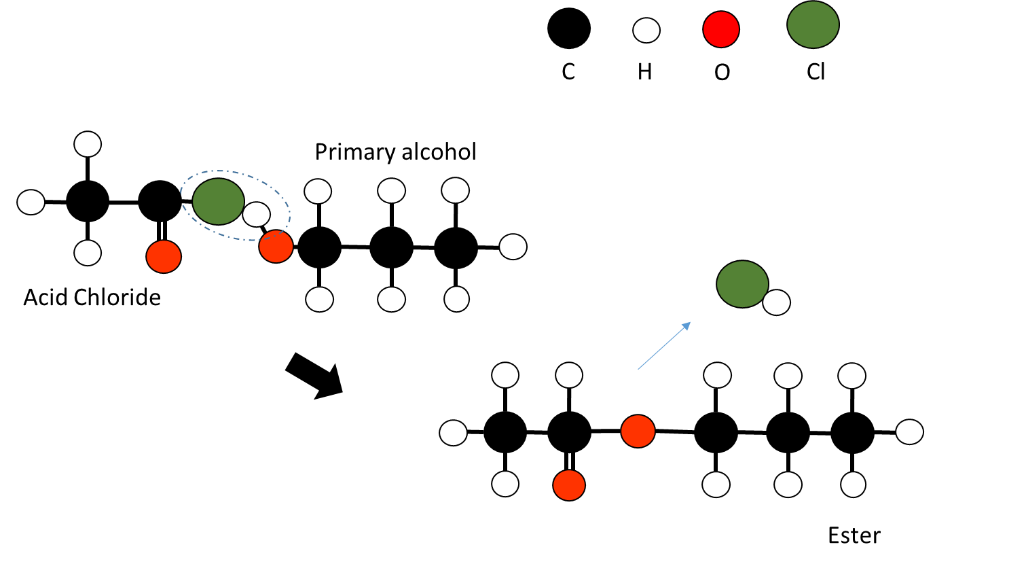 C H O Cl
Primary alcohol
Acid Chloride
Ester